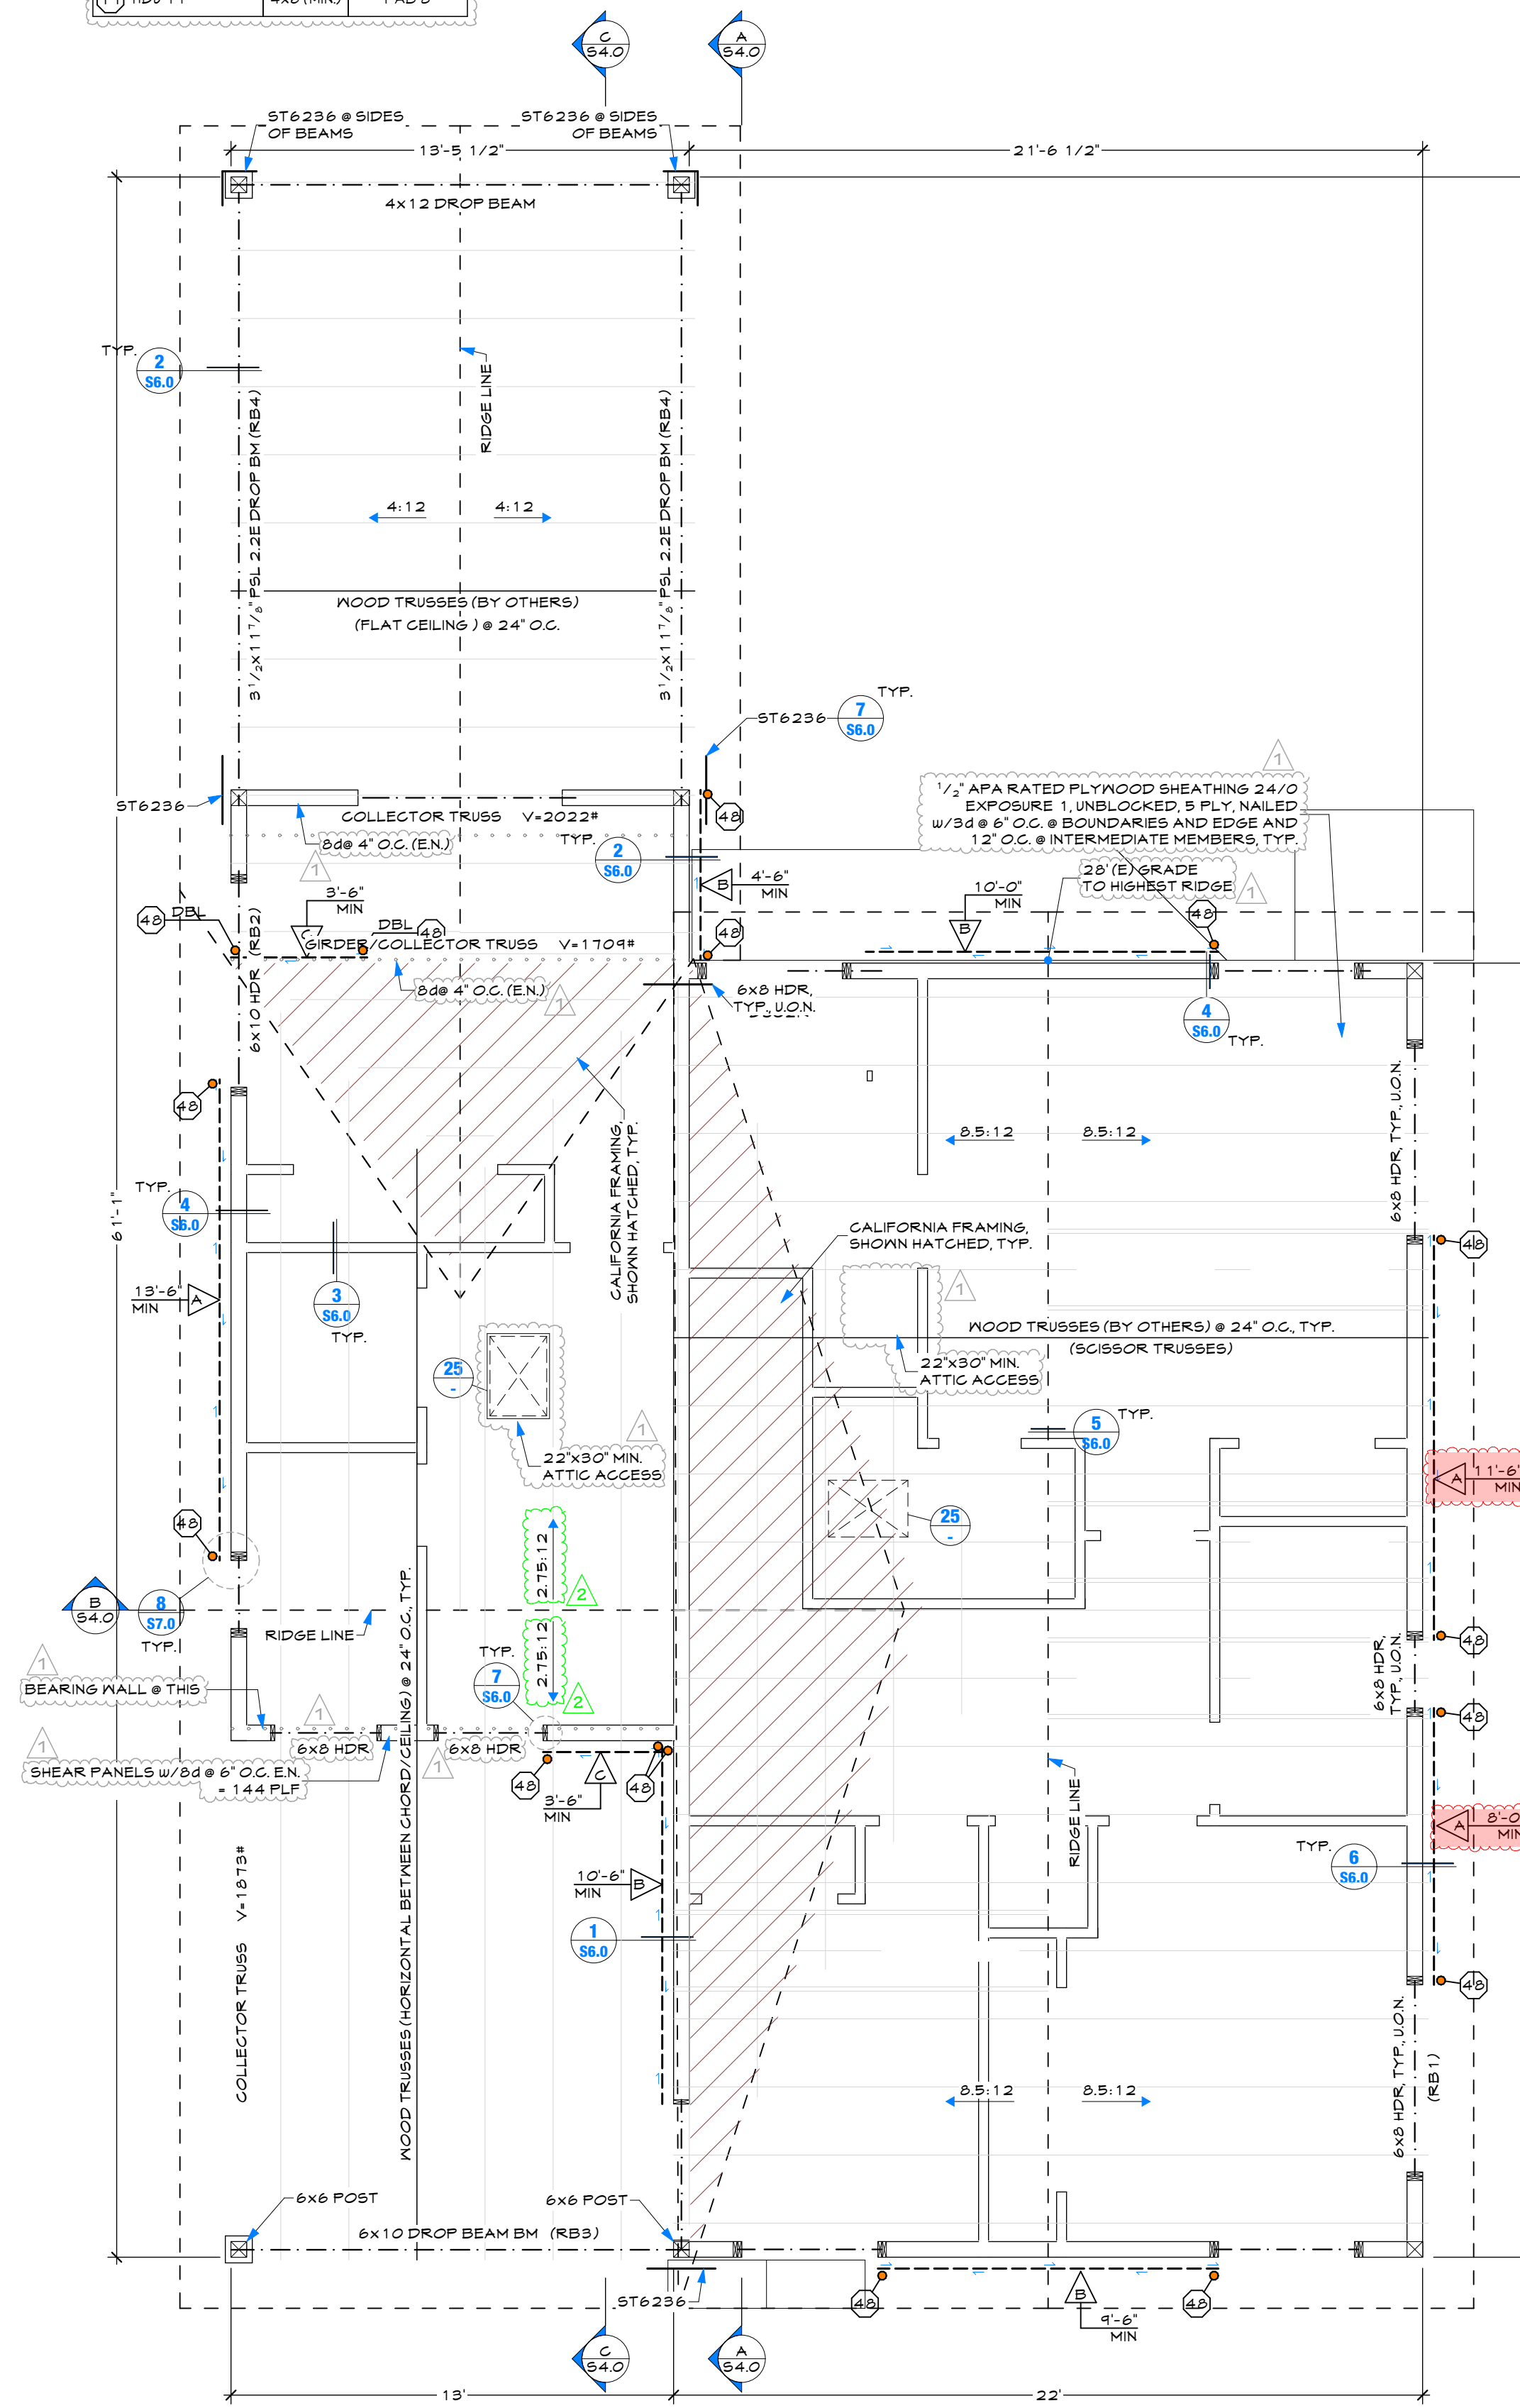 C
S4.0
A
S4.0
ST6236 @ SIDES
OF BEAMS
ST6236 @ SIDES
OF BEAMS
13'-5 1/2"
21'-6 1/2"
4x12 DROP BEAM
TYP.
2
S6.0
RIDGE LINE
3 1/2x11 7/8" PSL 2.2E DROP BM (RB4)
3 1/2x11 7/8" PSL 2.2E DROP BM (RB4)
4:12
4:12
WOOD TRUSSES (BY OTHERS)
(FLAT CEILING ) @ 24" O.C.
TYP.
ST6236
7
S6.0
ST6236
COLLECTOR TRUSS V=2022#
8d@ 4" O.C. (E.N.)
1
TYP.
2
S6.0
48
1
1/2" APA RATED PLYWOOD SHEATHING 24/0
EXPOSURE 1, UNBLOCKED, 5 PLY, NAILED
W/3d @ 6" O.C. @ BOUNDARIES AND EDGE AND
12" O.C. @ INTERMEDIATE MEMBERS, TYP.
28' (E) GRADE
TO HIGHEST RIDGE
1
B
4'-6"
MIN
10'-0"
MIN
B
48
3'-6"
MIN
C
48
DBL
DBL
48
48
GIRDER/COLLECTOR TRUSS V=1709#
8d@ 4" O.C. (E.N.)
1
6x10 HDR (RB2)
6x8 HDR,
TYP., U.O.N.
4
S6.0
TYP.
48
CALIFORNIA FRAMING,
SHOWN HATCHED, TYP.
8.5:12
8.5:12
6x8 HDR, TYP., U.O.N.
61'-1"
TYP.
4
S6.0
CALIFORNIA FRAMING,
SHOWN HATCHED, TYP.
48
13'-6"
MIN
A
3
S6.0
TYP.
1
WOOD TRUSSES (BY OTHERS) @ 24" O.C., TYP.
(SCISSOR TRUSSES)
22"x30" MIN.
ATTIC ACCESS
25
-
1
22"x30" MIN.
ATTIC ACCESS
5
S6.0
TYP.
A
11'-6"
MIN
25
-
48
2.75:12
2
B
S4.0
8
S7.0
TYP.
RIDGE LINE
2.75:12
2
TYP.
7
S6.0
48
6x8 HDR,
TYP., U.O.N.
48
1
BEARING WALL @ THIS
1
1
SHEAR PANELS W/8d @ 6" O.C. E.N.
= 144 PLF
6x8 HDR
1
6x8 HDR
48
48
C
3'-6"
MIN
RIDGE LINE
A
8'-0
MIN
TYP.
6
S6.0
10'-6"
MIN
B
1
S6.0
48
COLLECTOR TRUSS V=1873#
WOOD TRUSSES (HORIZONTAL BETWEEN CHORD/CEILING) @ 24" O.C., TYP.
8.5:12
8.5:12
6x8 HDR, TYP., U.O.N.
(RB1)
6x6 POST
6x6 POST
6x10 DROP BEAM BM (RB3)
ST6236
48
B
48
9'-6"
MIN
C
S4.0
A
S4.0
13'
22'